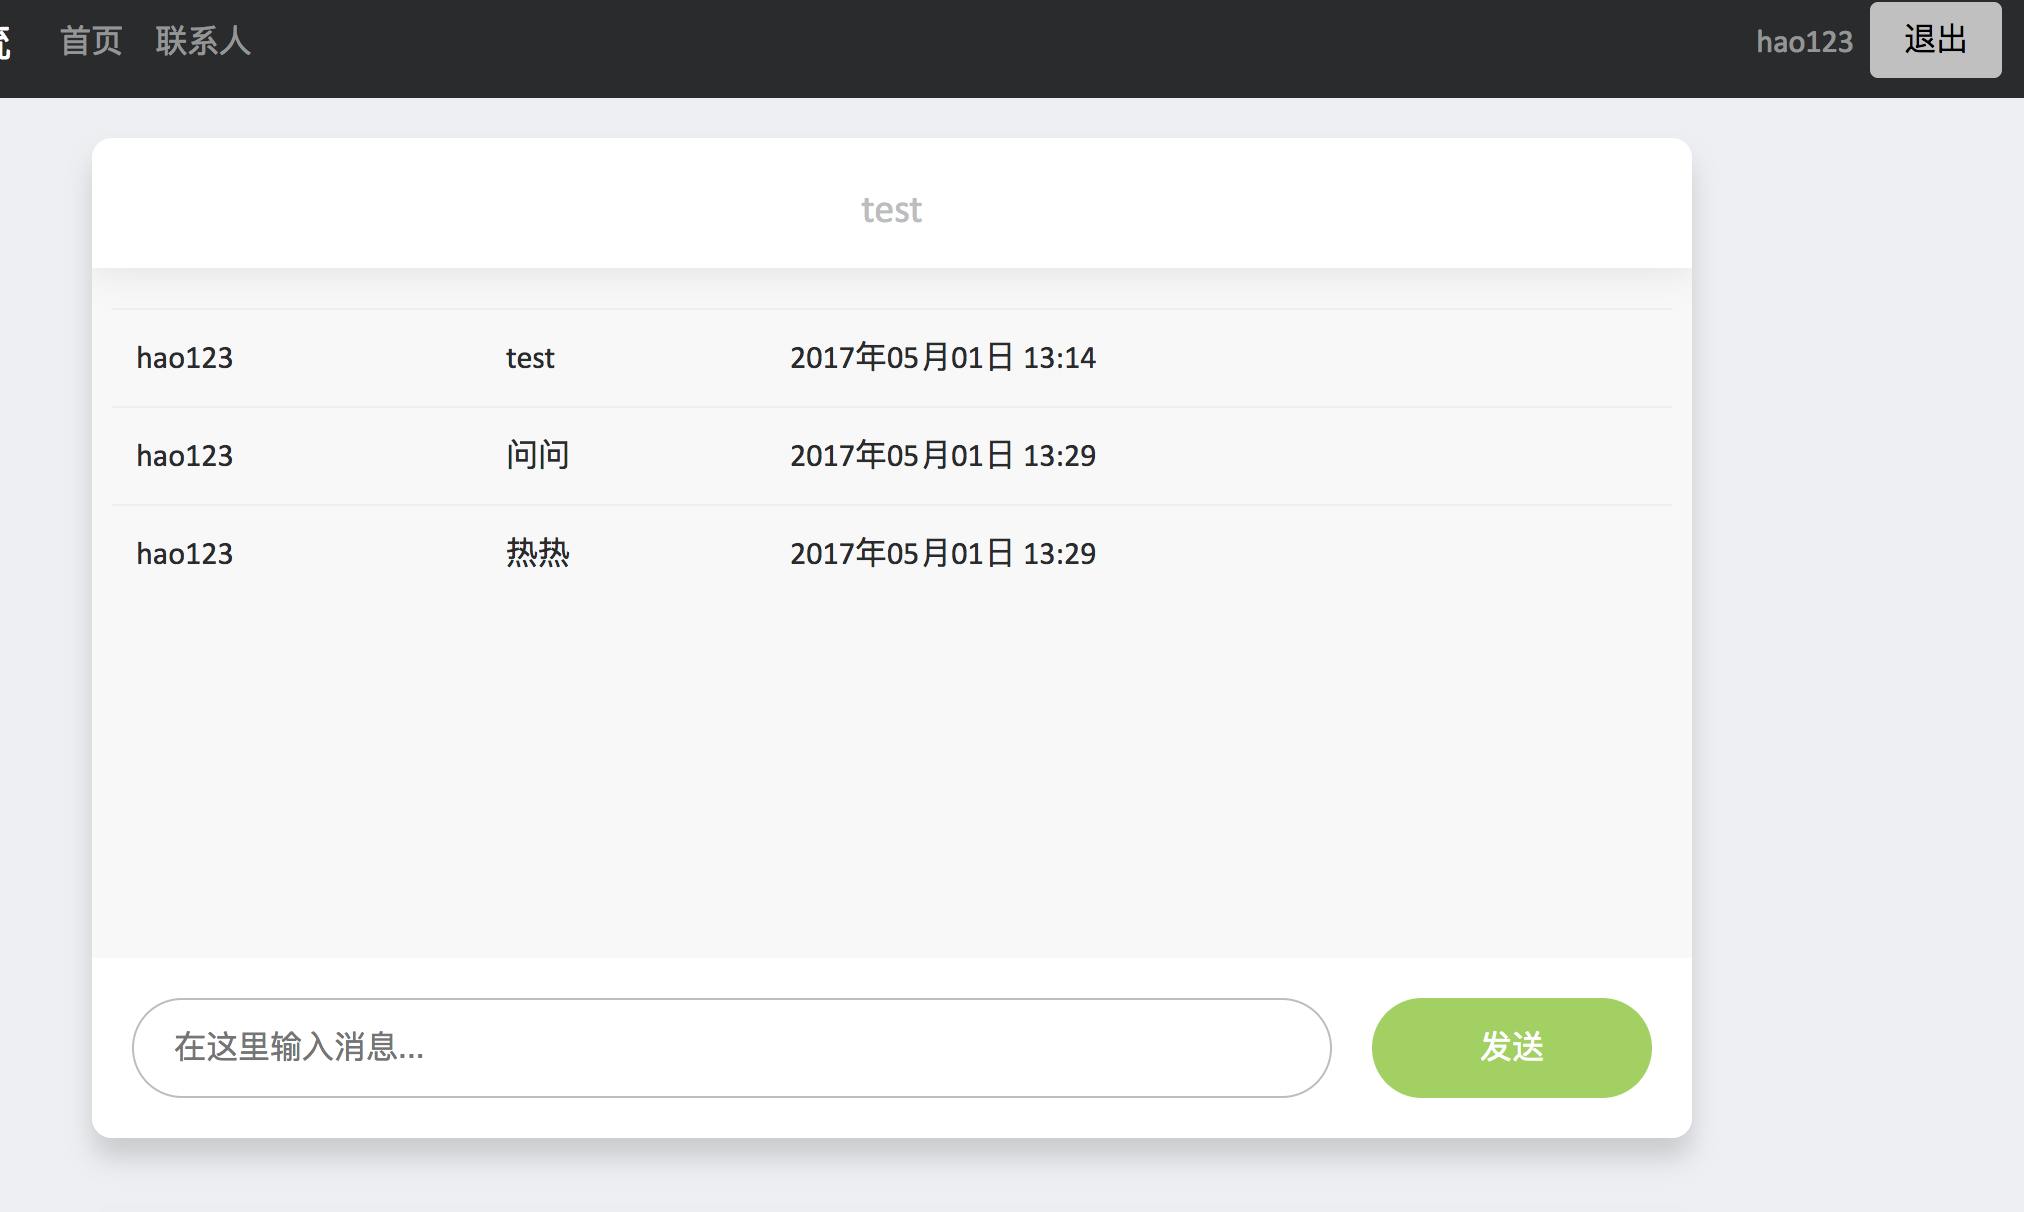 首页 联系人 hao123 退出
test
hao123 test 2017年05月01日 13:14
hao123 问问 2017年05月01日 13:29
hao123 热热 2017年05月01日 13:29
在这里输入消息... 发送